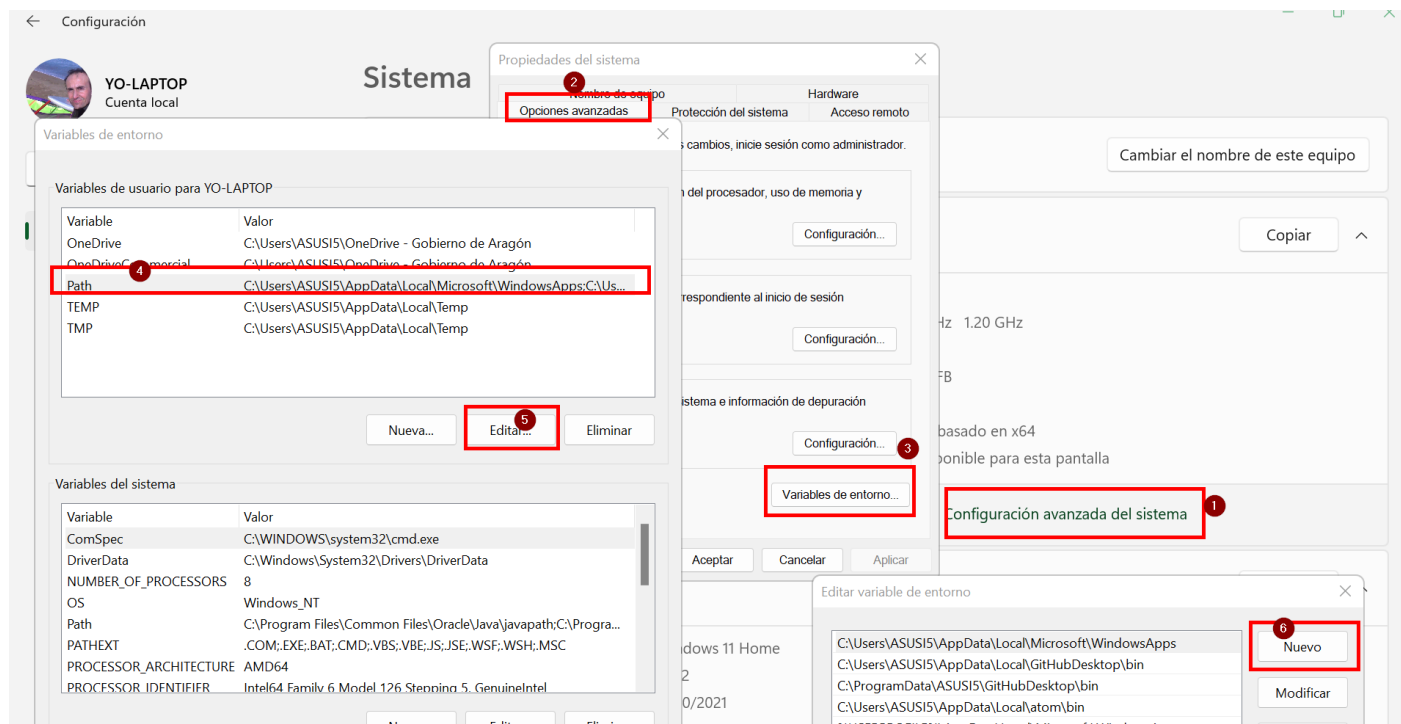 Configuración
YO-LAPTOP
Cuenta local
Sistema
Propiedades del sistema
2
Nombre de equipo
Hardware
Opciones avanzadas
Protección del sistema
Acceso remoto
cambios, inicie sesión como administrador.
del procesador, uso de memoria y
Configuración...
respondiente al inicio de sesión
Configuración...
istema e información de depuración
Configuración...
3
Variables de entorno...
Aceptar
Cancelar
Aplicar
Variables de entorno
Variables de usuario para YO-LAPTOP
Variable Valor
OneDrive C:\Users\ASUSI5\OneDrive - Gobierno de Aragón
C:\Users\ASUSI5\OneDrive - Gobierno de Aragón
4
Path C:\Users\ASUSI5\AppData\Local\Microsoft\WindowsApps;C:\Us...
TEMP C:\Users\ASUSI5\AppData\Local\Temp
TMP C:\Users\ASUSI5\AppData\Local\Temp
Nueva...
Editar...
5
Eliminar
Variables del sistema
Variable Valor
ComSpec C:\WINDOWS\system32\cmd.exe
DriverData C:\Windows\System32\Drivers\DriverData
NUMBER_OF_PROCESSORS 8
OS Windows_NT
Path C:\Program Files\Common Files\Oracle\Java\javapath;C:\Progra...
PATHEXT .COM;.EXE;.BAT;.CMD;.VBS;.VBE;.JS;.JSE;.WSF;.WSH;.MSC
PROCESSOR_ARCHITECTURE AMD64
PROCESSOR_IDENTIFIER Intel64 Family 6 Model 126 Stepping 5, GenuineIntel
Cambiar el nombre de este equipo
Copiar
Hz 1.20 GHz
basado en x64
ponible para esta pantalla
Configuración avanzada del sistema
1
dows 11 Home
2
0/2021
Editar variable de entorno
C:\Users\ASUSI5\AppData\Local\Microsoft\WindowsApps
C:\Users\ASUSI5\AppData\Local\GitHubDesktop\bin
C:\ProgramData\ASUSI5\GitHubDesktop\bin
C:\Users\ASUSI5\AppData\Local\atom\bin
6
Nuevo
Modificar